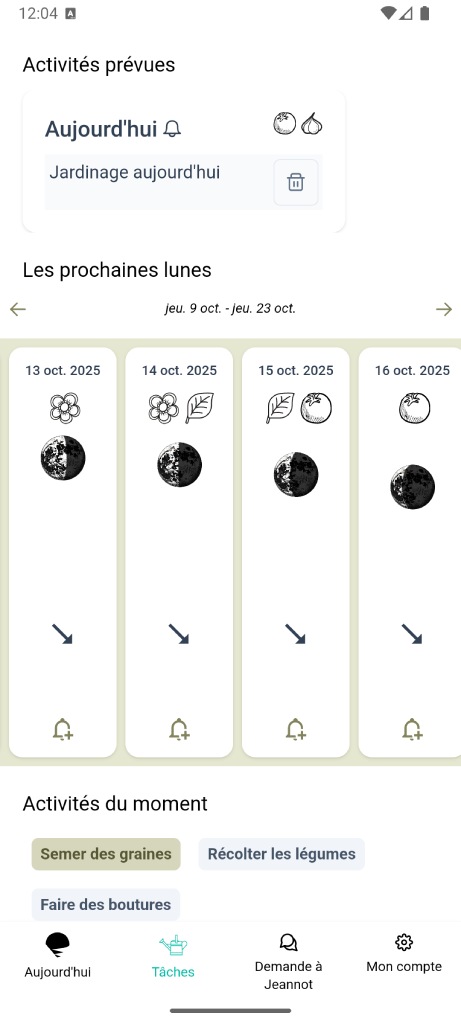 12:04 A
Activités prévues
Aujourd'hui
Jardinage aujourd'hui
Les prochaines lunes
jeu. 9 oct. - jeu. 23 oct.
13 oct. 2025
14 oct. 2025
15 oct. 2025
16 oct. 2025
Activités du moment
Semer des graines
Récolter les légumes
Faire des boutures
Aujourd'hui
Tâches
Demande à
Jeannot
Mon compte